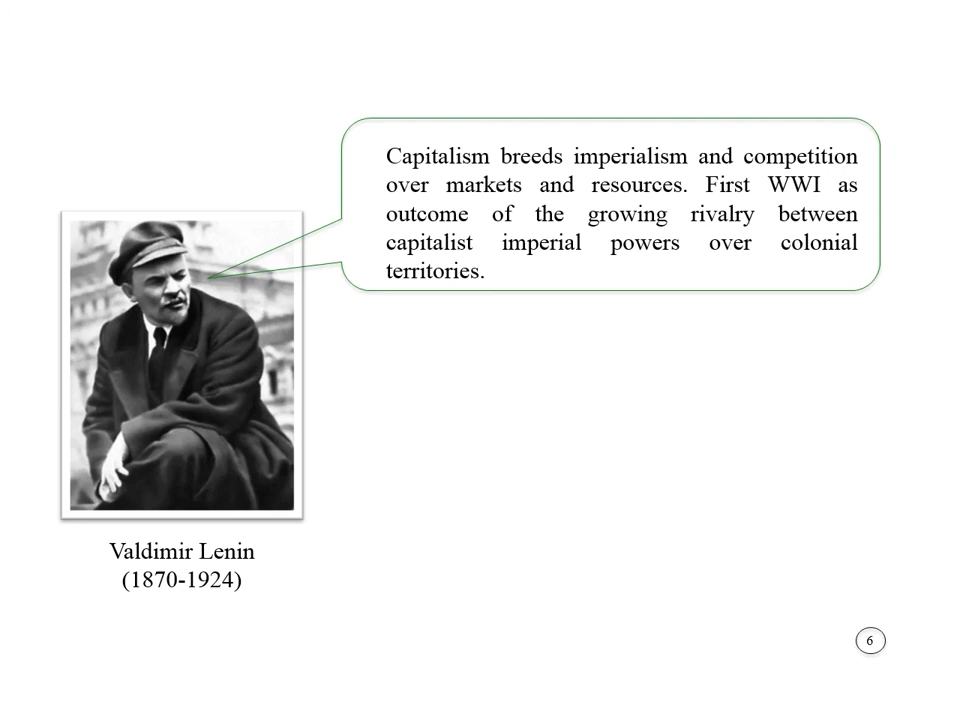 Capitalism breeds imperialism and competition
over markets and resources. First WWI as
outcome of the growing rivalry between
capitalist imperial powers over colonial
territories.
Valdimir Lenin
(1870-1924)
6